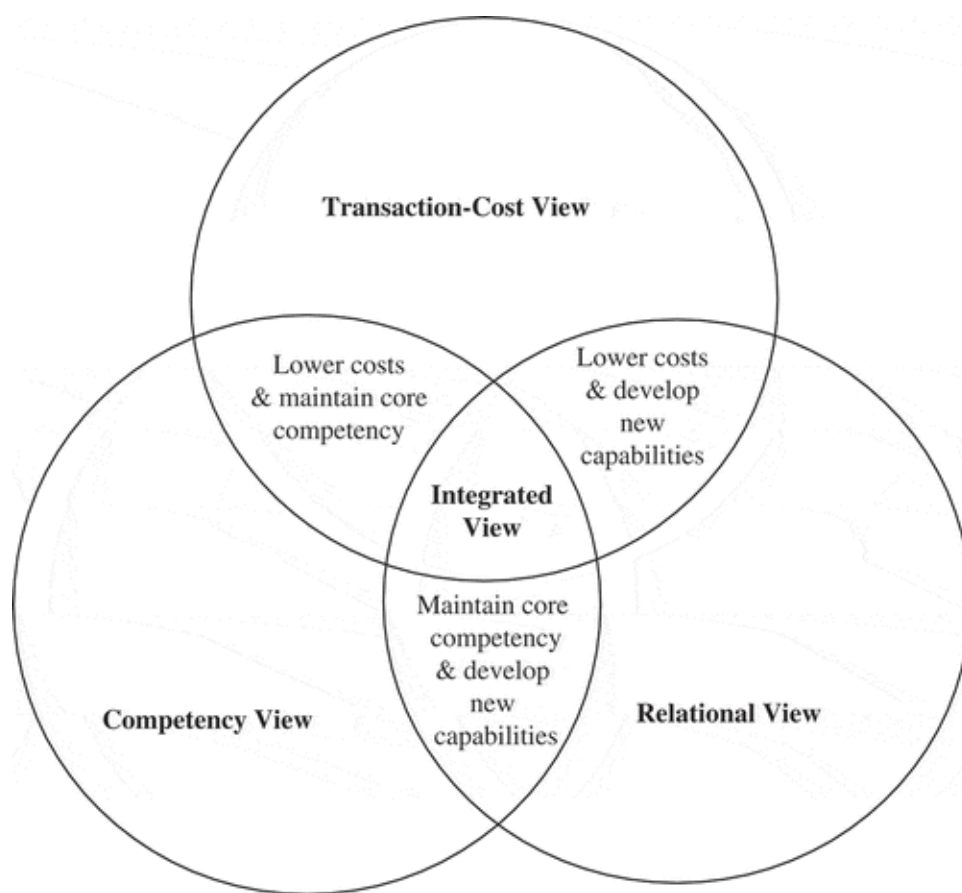 Transaction-Cost View
Lower costs
& maintain core
competency
Lower costs
& develop
new
capabilities
Integrated
View
Maintain core
competency
& develop
new
capabilities
Competency View
Relational View